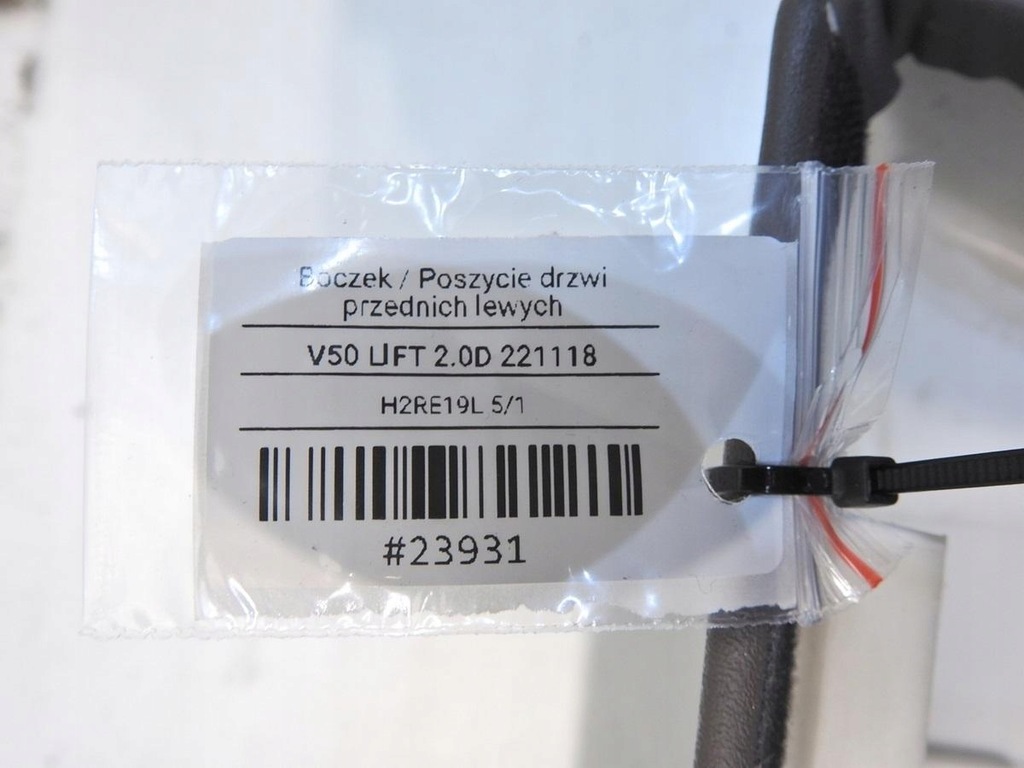 Boczek / Poszycie drzwi
przednich lewych
V50 LIFT 2.0D 221118
H2RE19L 5/1
#23931